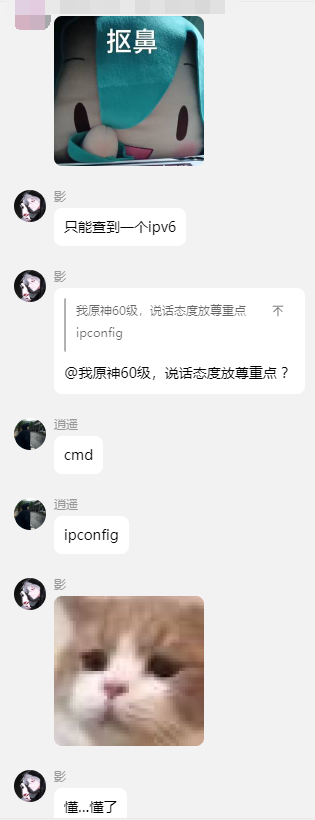 抠鼻
影
只能查到一个ipv6
影
我原神60级，说话态度放尊重点 不
ipconfig
@我原神60级，说话态度放尊重点？
逍遥
cmd
逍遥
ipconfig
影
影
懂...懂了